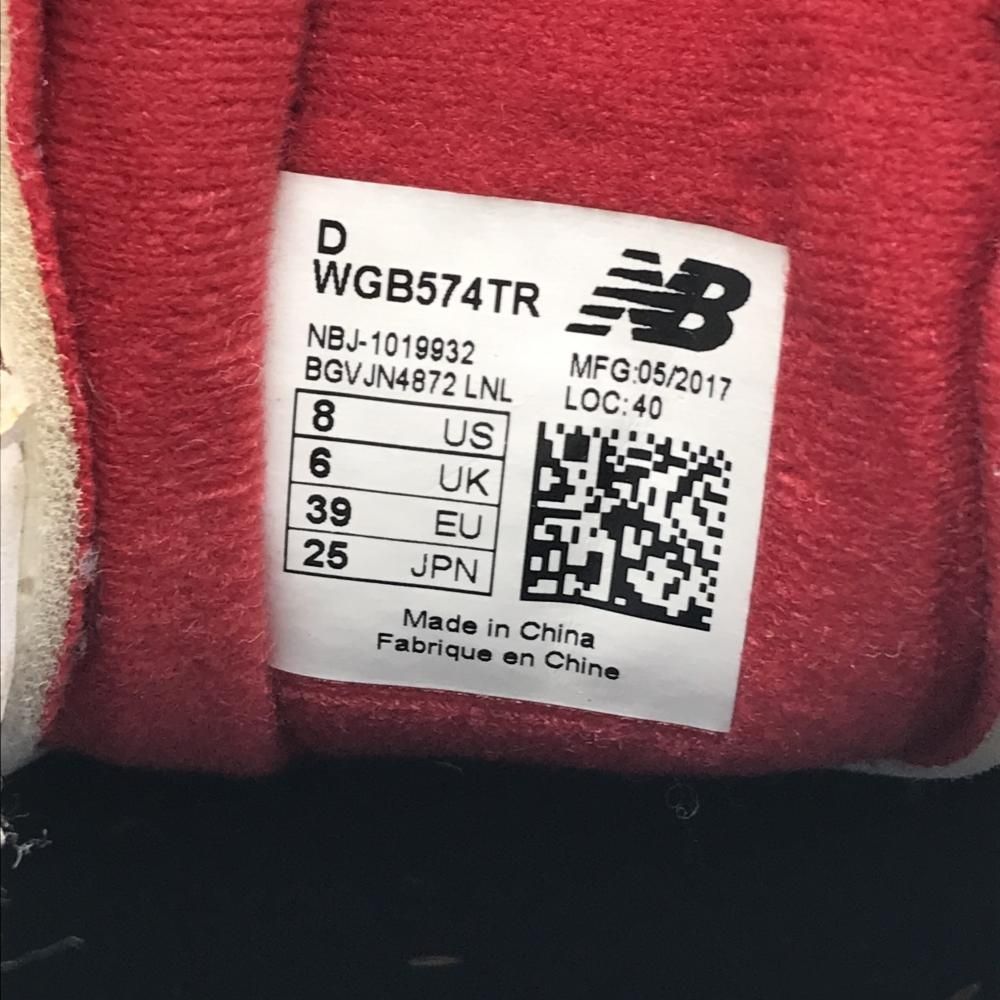 D
WGB574TR
NB
NBJ-1019932
BGVJN4872 LNL
MFG:05/2017
LOC:40
8 US
6 UK
39 EU
25 JPN
Made in China
Fabrique en Chine